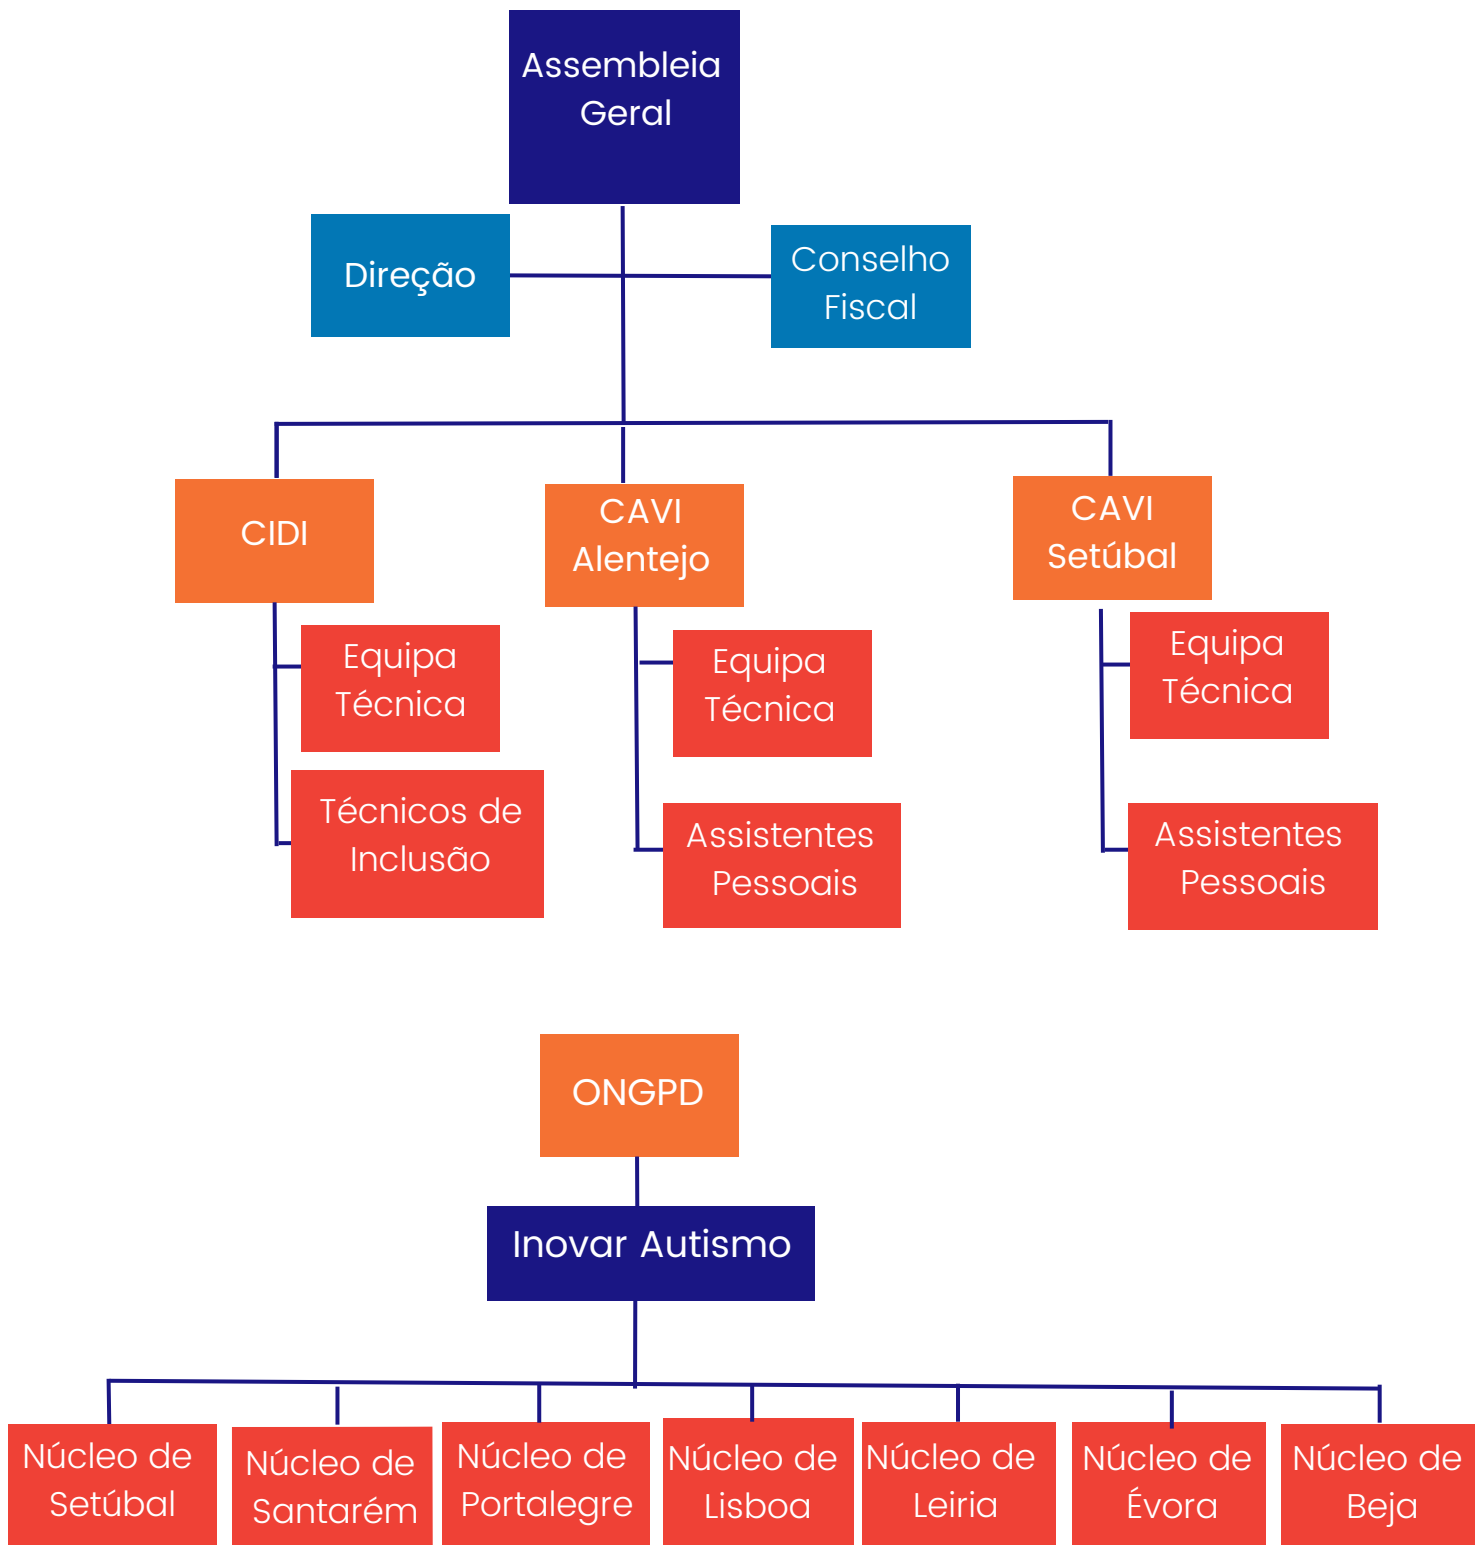 Assembleia
Geral
Direção
Conselho
Fiscal
CIDI
CAVI
Alentejo
CAVI
Setúbal
Equipa
Técnica
Técnicos de
Inclusão
Equipa
Técnica
Assistentes
Pessoais
Equipa
Técnica
Assistentes
Pessoais
ONGPD
Inovar Autismo
Núcleo de
Setúbal
Núcleo de
Santarém
Núcleo de
Portalegre
Núcleo de
Lisboa
Núcleo de
Leiria
Núcleo de
Évora
Núcleo de
Beja